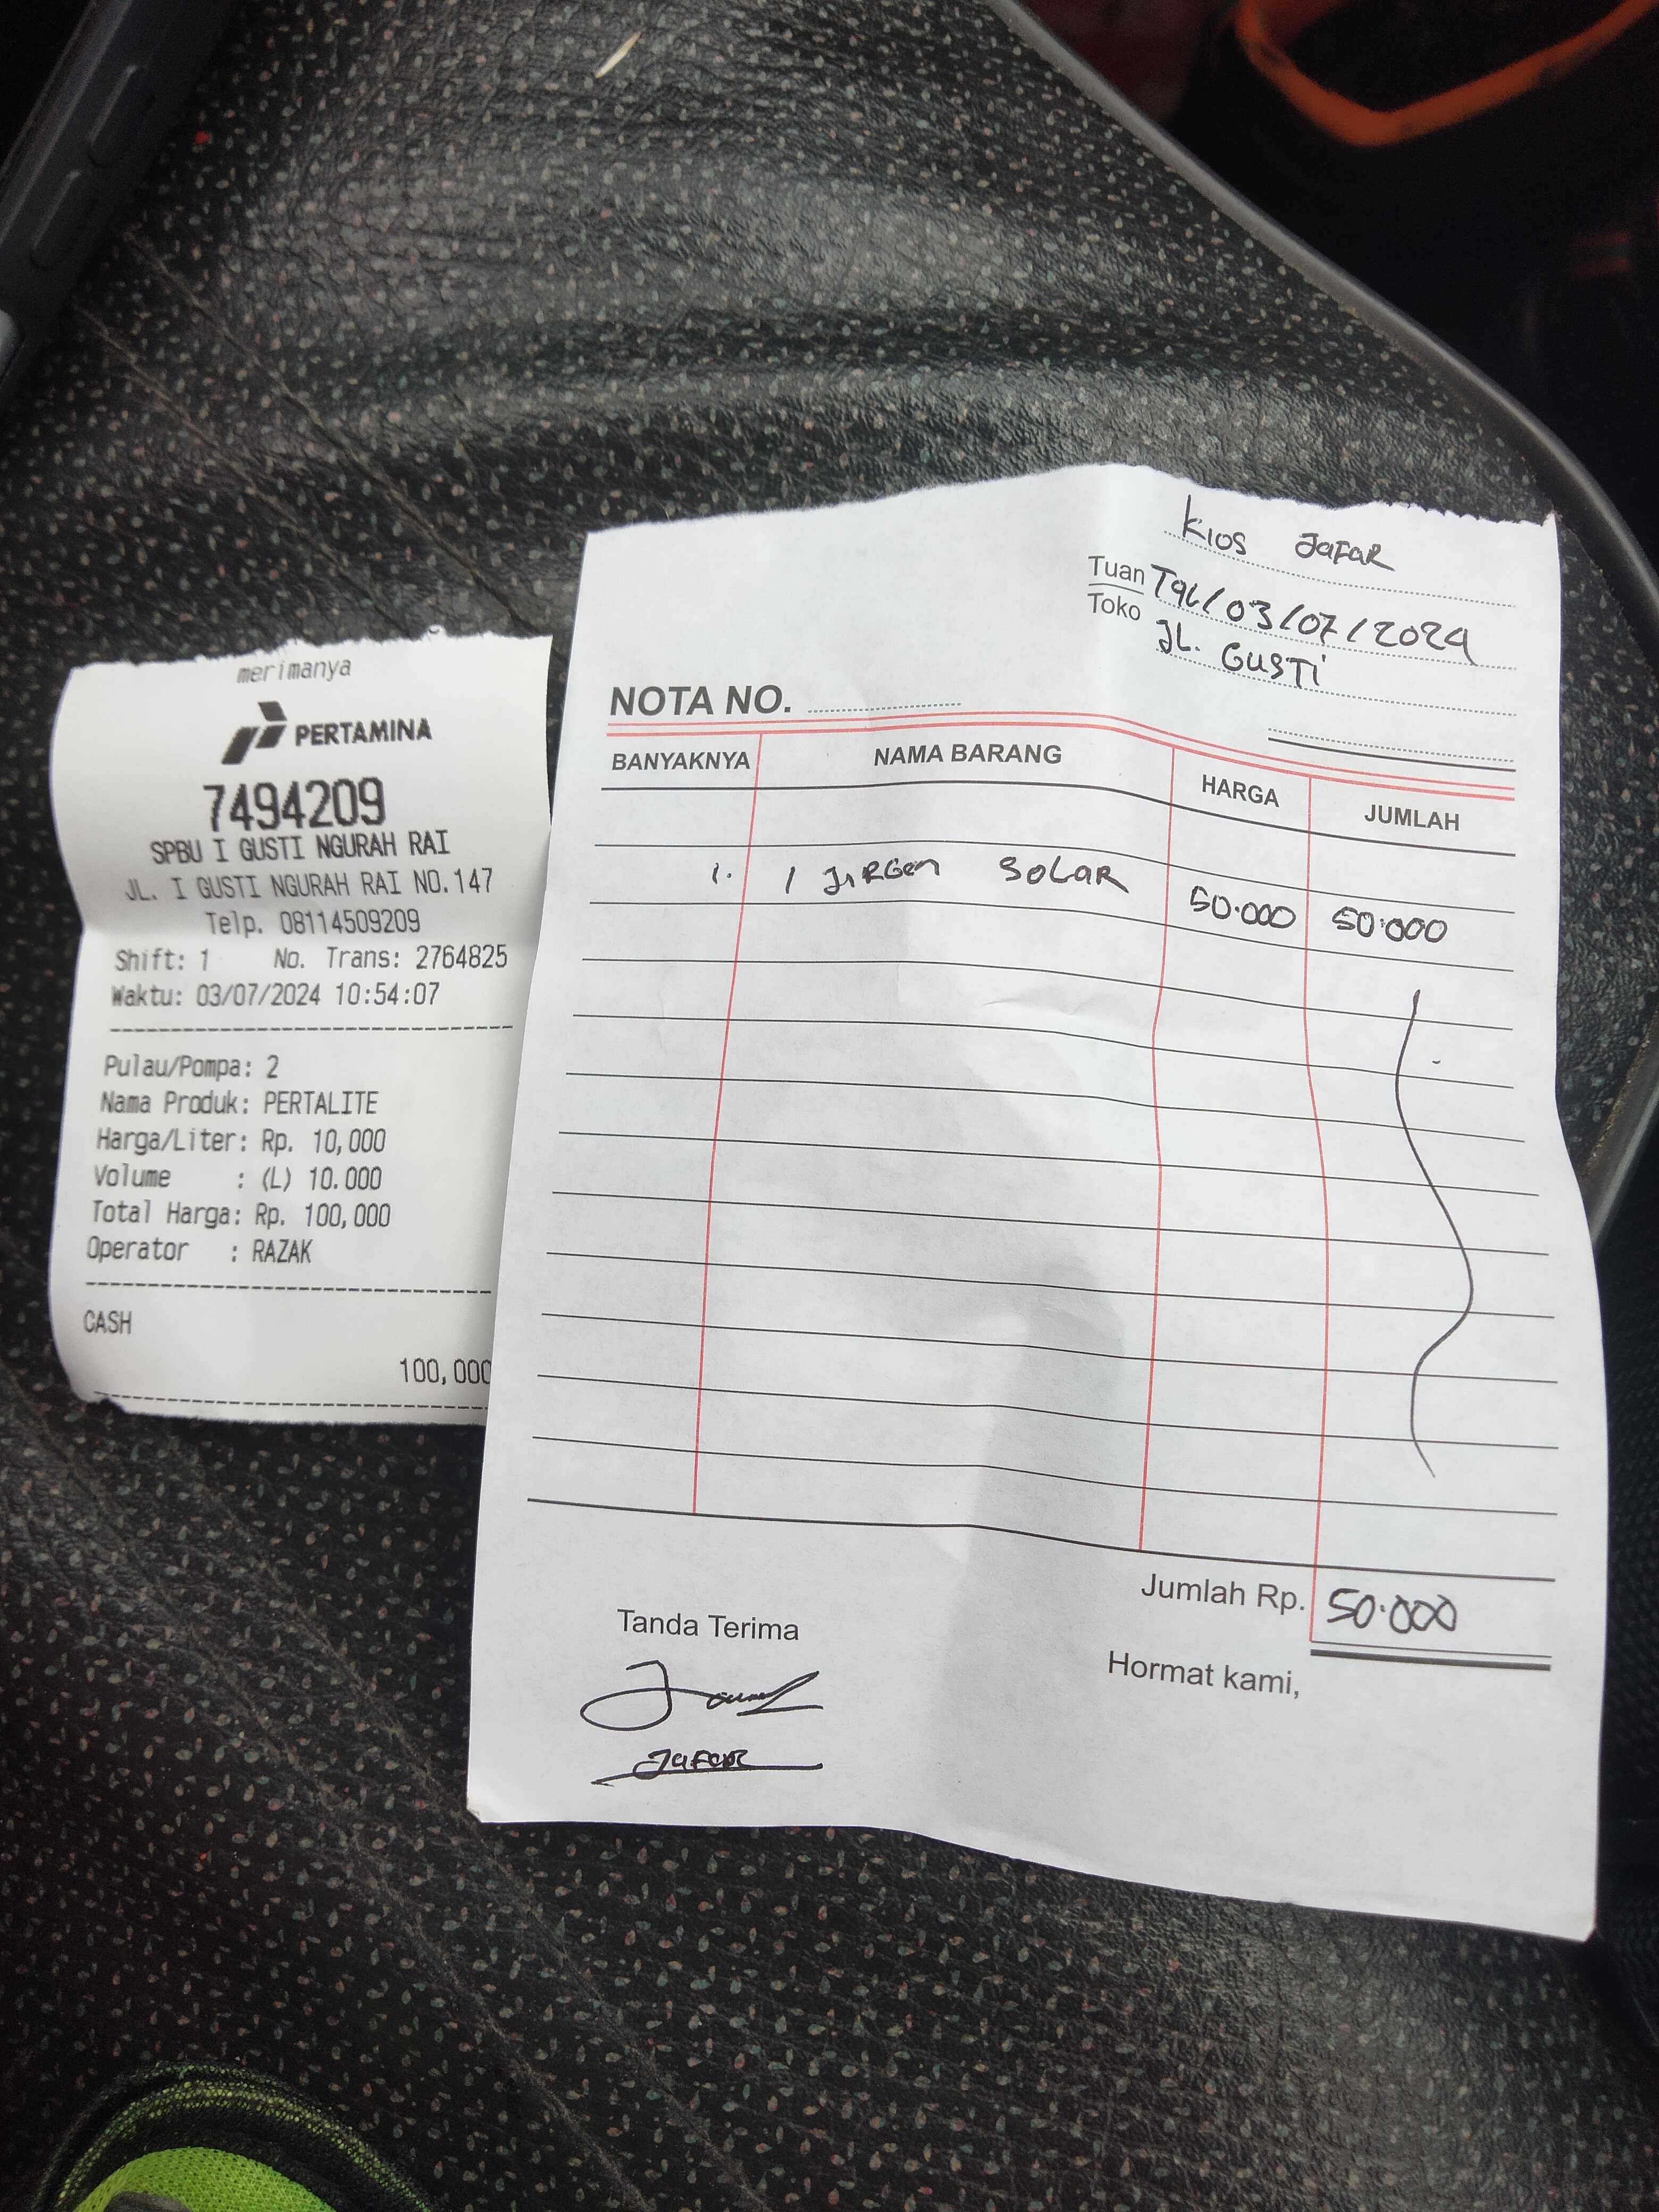 merimanya
PERTAMINA
7494209
SPBU I GUSTI NGURAH RAI
JL. I GUSTI NGURAH RAI NO.147
Telp. 08114509209
Shift: 1 No. Trans: 2764825
Waktu: 03/07/2024 10:54:07
Pulau/Pompa: 2
Nama Produk: PERTALITE
Harga/Liter: Rp. 10,000
Volume : (L) 10.000
Total Harga: Rp. 100,000
Operator : RAZAK
CASH
100,000
Kios Jafar
Tuan Tgl/03/07/2024
Toko JL. GUSTi
NOTA NO.
BANYAKNYA NAMA BARANG HARGA JUMLAH
1. 1 JiRGen SOLAR 50.000 50.000
Jumlah Rp. 50.000
Tanda Terima
Hormat kami,
JAFAR